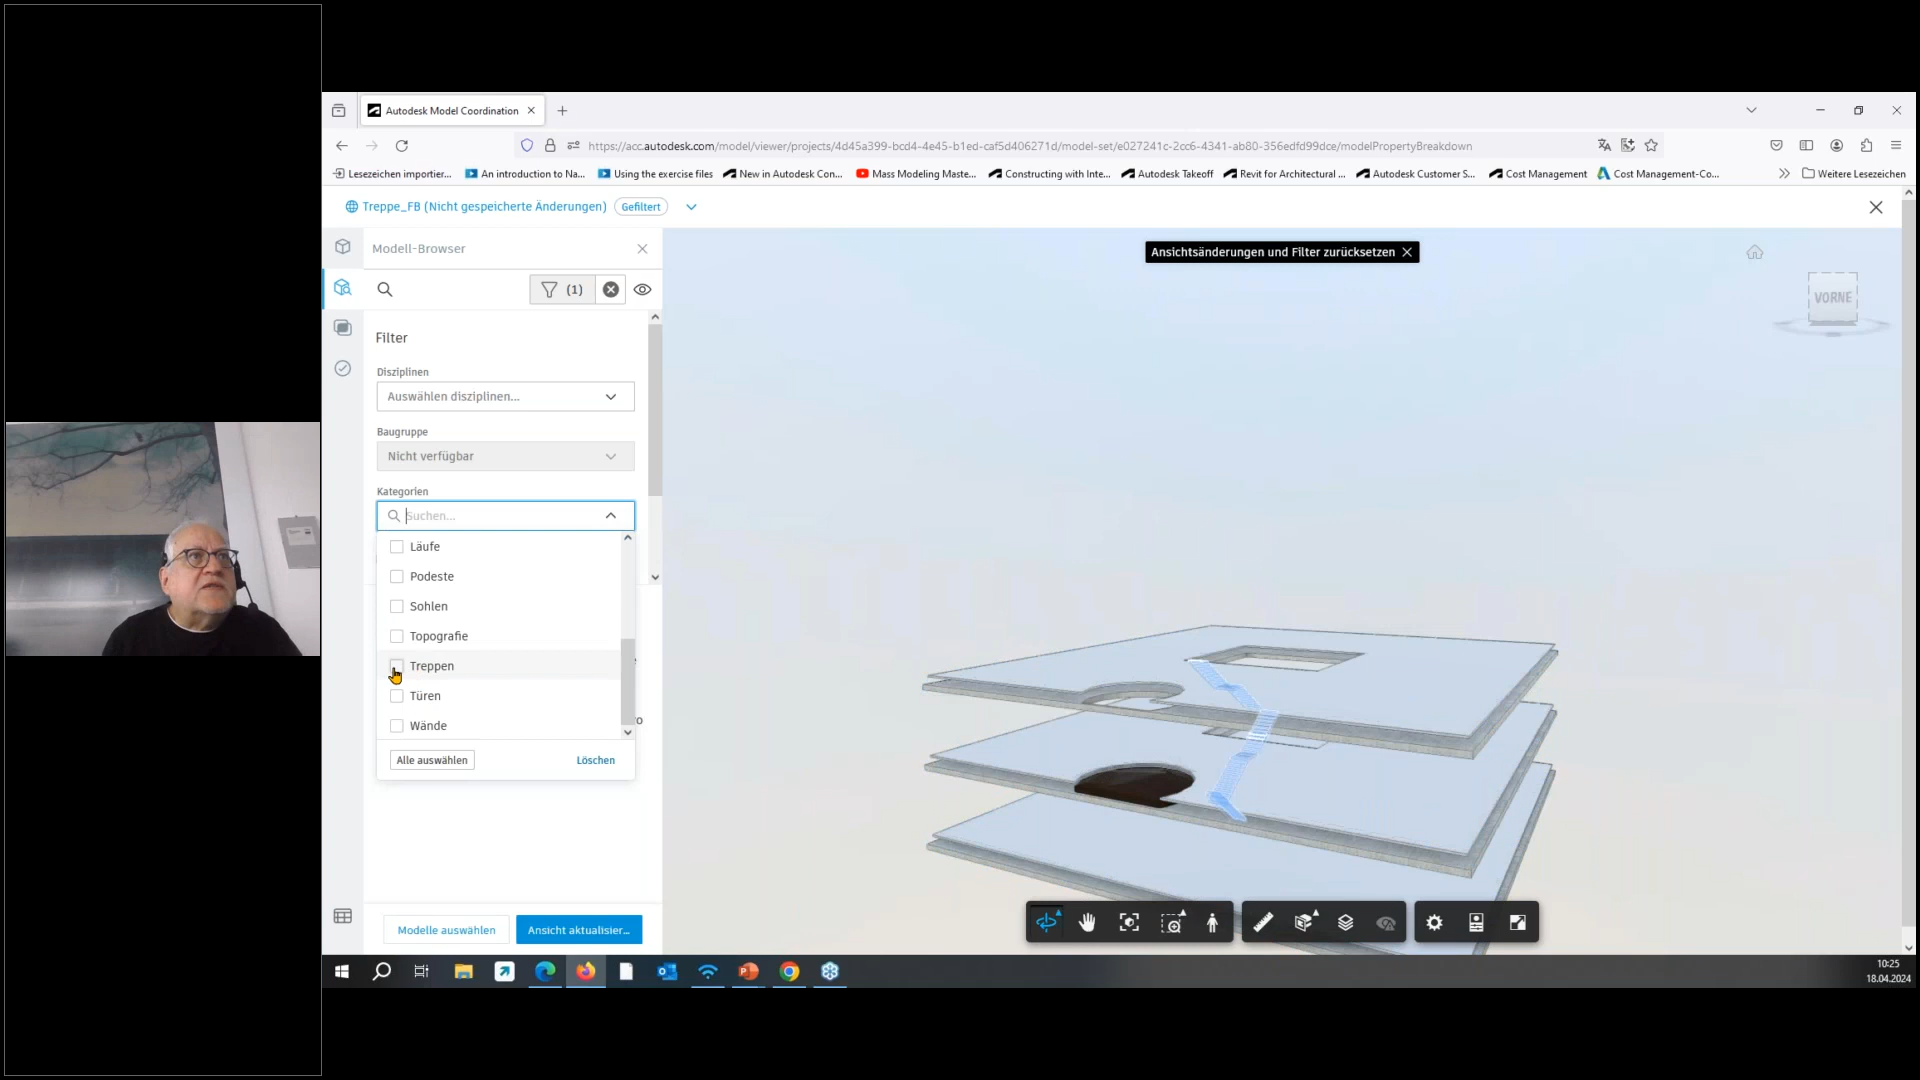 Autodesk Model Coordination
https://acc.autodesk.com/model/viewer/projects/4d45a399-bcd4-4e45-b1ed-caf5d406271d/model-set/e027241c-2cc6-4341-ab80-356edfd99dce/modelPropertyBreakdown
Lesezeichen importier... An introduction to Na... Using the exercise files New in Autodesk Con... Mass Modeling Maste... Constructing with Inte... Autodesk Takeoff Revit for Architectural ... Autodesk Customer S... Cost Management Cost Management-Co... Weitere Lesezeichen
Treppe_FB (Nicht gespeicherte Änderungen) Gefiltert
Modell-Browser
Ansichtsänderungen und Filter zurücksetzen
(1)
VORNE
Filter
Disziplinen
Auswählen disziplinen...
Baugruppe
Nicht verfügbar
Kategorien
Suchen...
Läufe
Podeste
Sohlen
Topografie
Treppen
Türen
Wände
Alle auswählen Löschen
Modelle auswählen Ansicht aktualisier...
10:25
18.04.2024